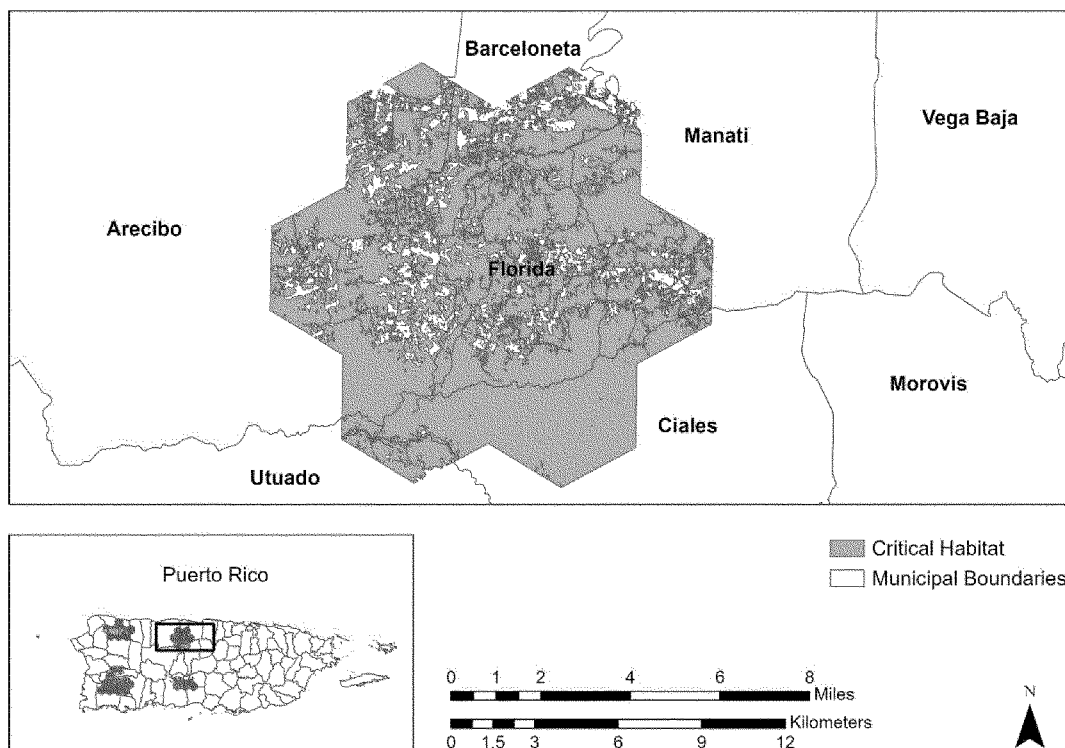 Barceloneta
Vega Baja
Manati
Arecibo
Florida
Morovis
Ciales
Utuado
Puerto Rico
Critical Habitat
Municipal Boundaries
0 1 2 4 6 8
Miles
Kilometers
0 1.5 3 6 9 12
N